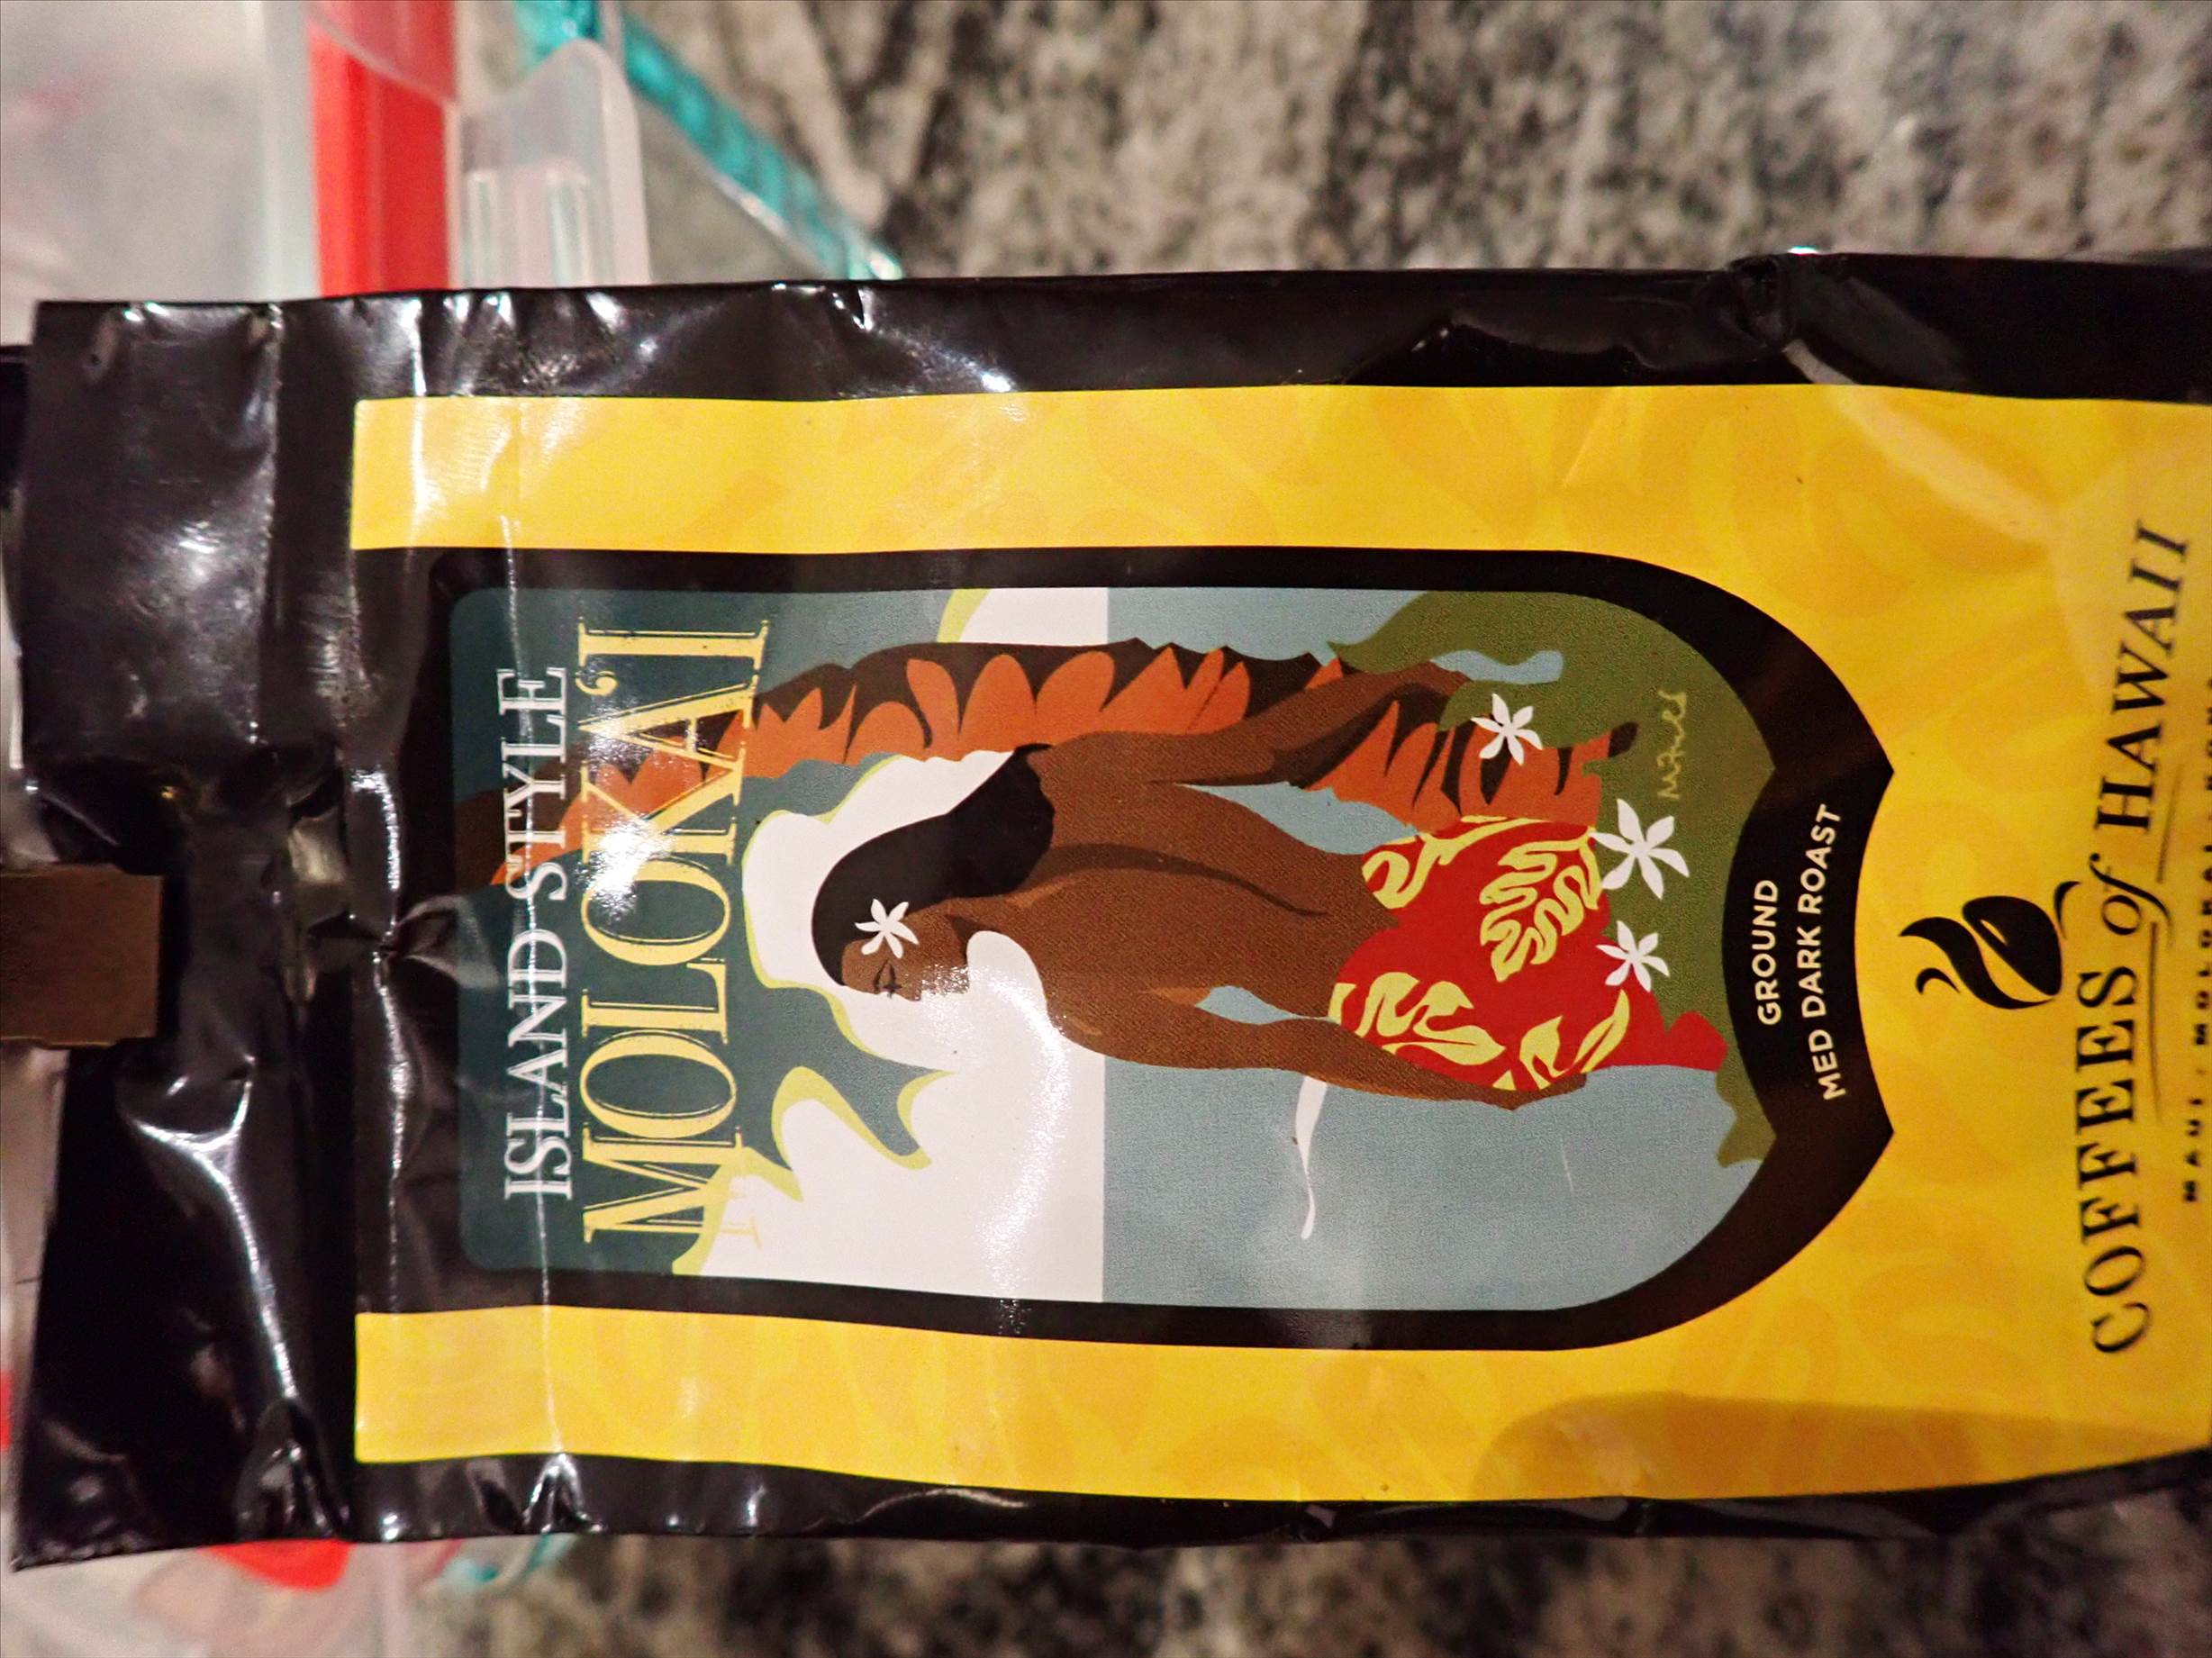 ISLAND STYLE
MOLOKA'I
GROUND
MED DARK ROAST
COFFEES of HAWAII